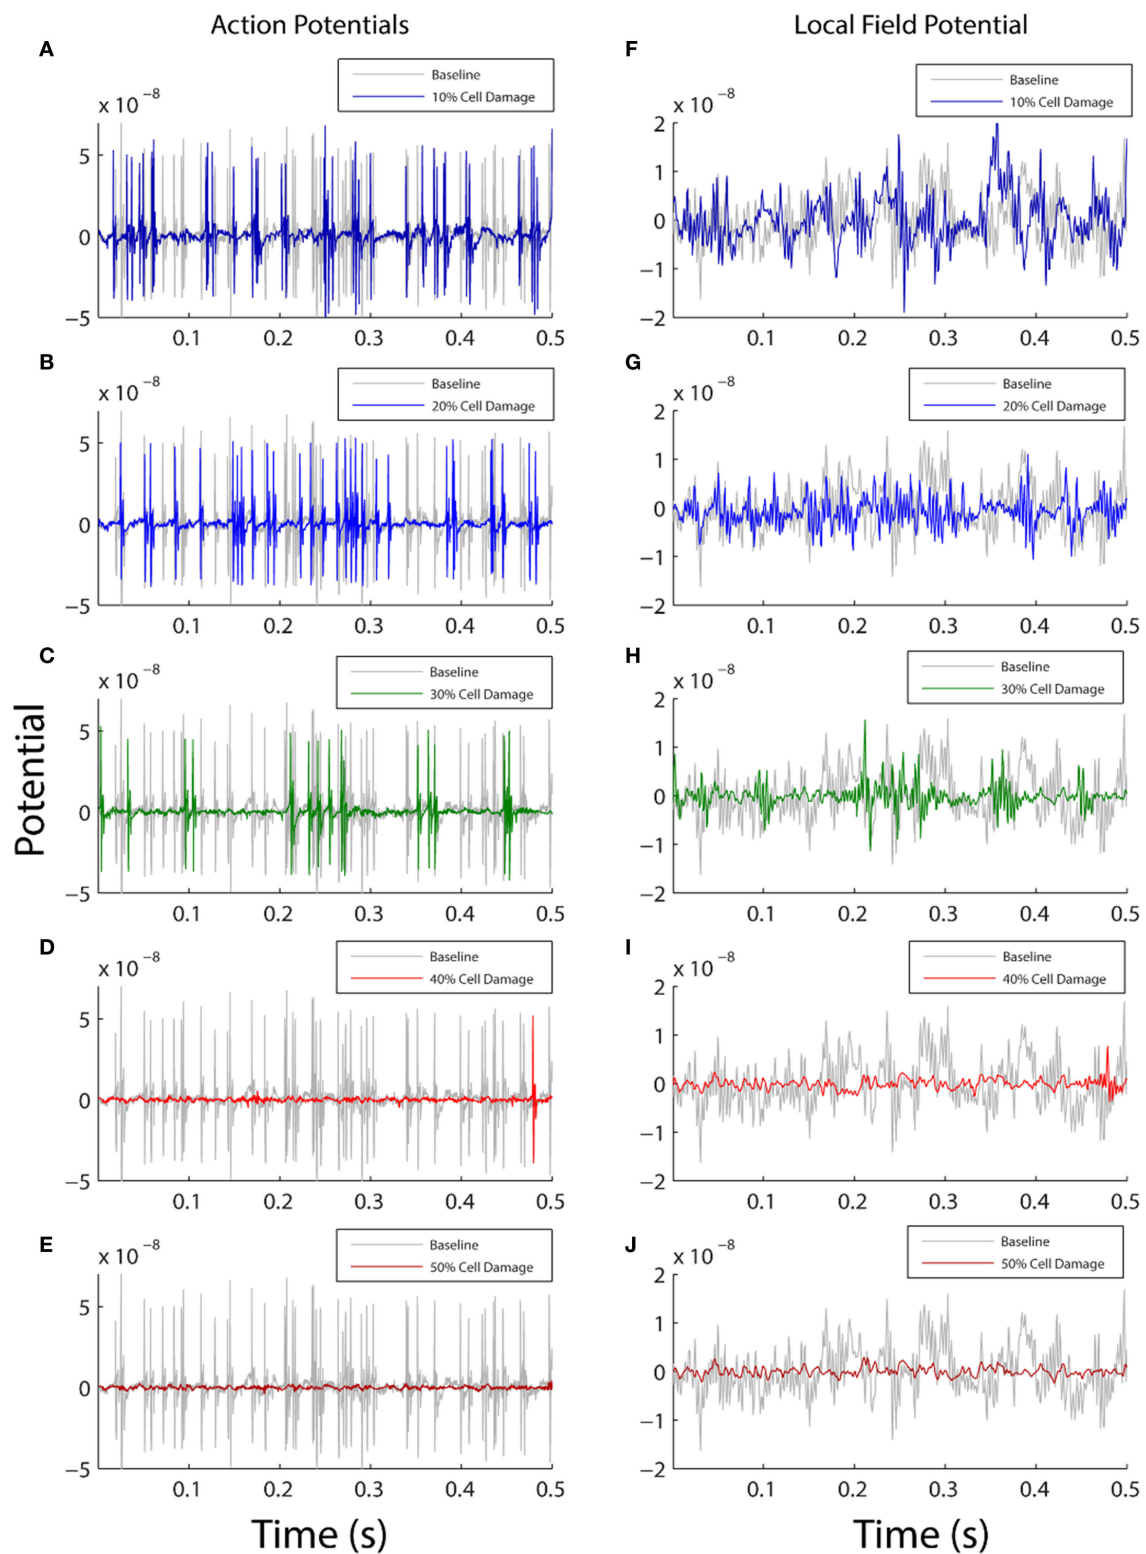 Action Potentials
Local Field Potential
A
Baseline
10% Cell Damage
x 10 −8
5
0
−5
0.1 0.2 0.3 0.4 0.5
F
Baseline
10% Cell Damage
x 10 −8
2
1
0
−1
−2
0.1 0.2 0.3 0.4 0.5
B
Baseline
20% Cell Damage
x 10 −8
5
0
−5
0.1 0.2 0.3 0.4 0.5
G
Baseline
20% Cell Damage
x 10 −8
2
1
0
−1
−2
0.1 0.2 0.3 0.4 0.5
C
Baseline
30% Cell Damage
x 10 −8
5
0
−5
0.1 0.2 0.3 0.4 0.5
H
Baseline
30% Cell Damage
x 10 −8
2
1
0
−1
−2
0.1 0.2 0.3 0.4 0.5
Potential
D
Baseline
40% Cell Damage
x 10 −8
5
0
−5
0.1 0.2 0.3 0.4 0.5
I
Baseline
40% Cell Damage
x 10 −8
2
1
0
−1
−2
0.1 0.2 0.3 0.4 0.5
E
Baseline
50% Cell Damage
x 10 −8
5
0
−5
0.1 0.2 0.3 0.4 0.5
J
Baseline
50% Cell Damage
x 10 −8
2
1
0
−1
−2
0.1 0.2 0.3 0.4 0.5
Time (s)
Time (s)